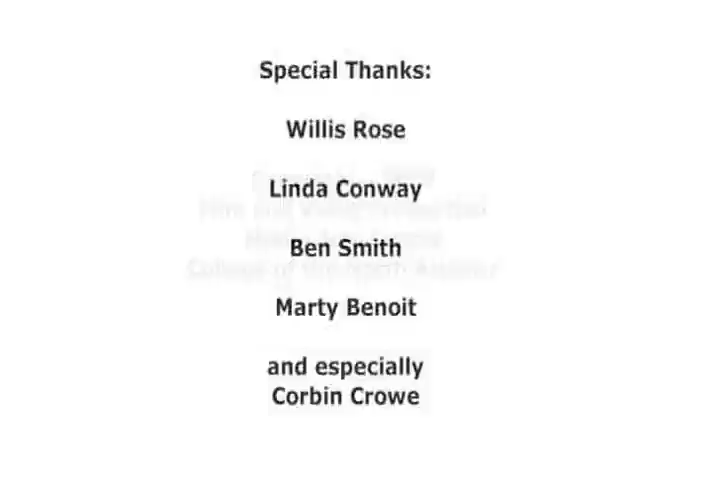 Special Thanks:
Willis Rose
Linda Conway
Ben Smith
Marty Benoit
and especially
Corbin Crowe